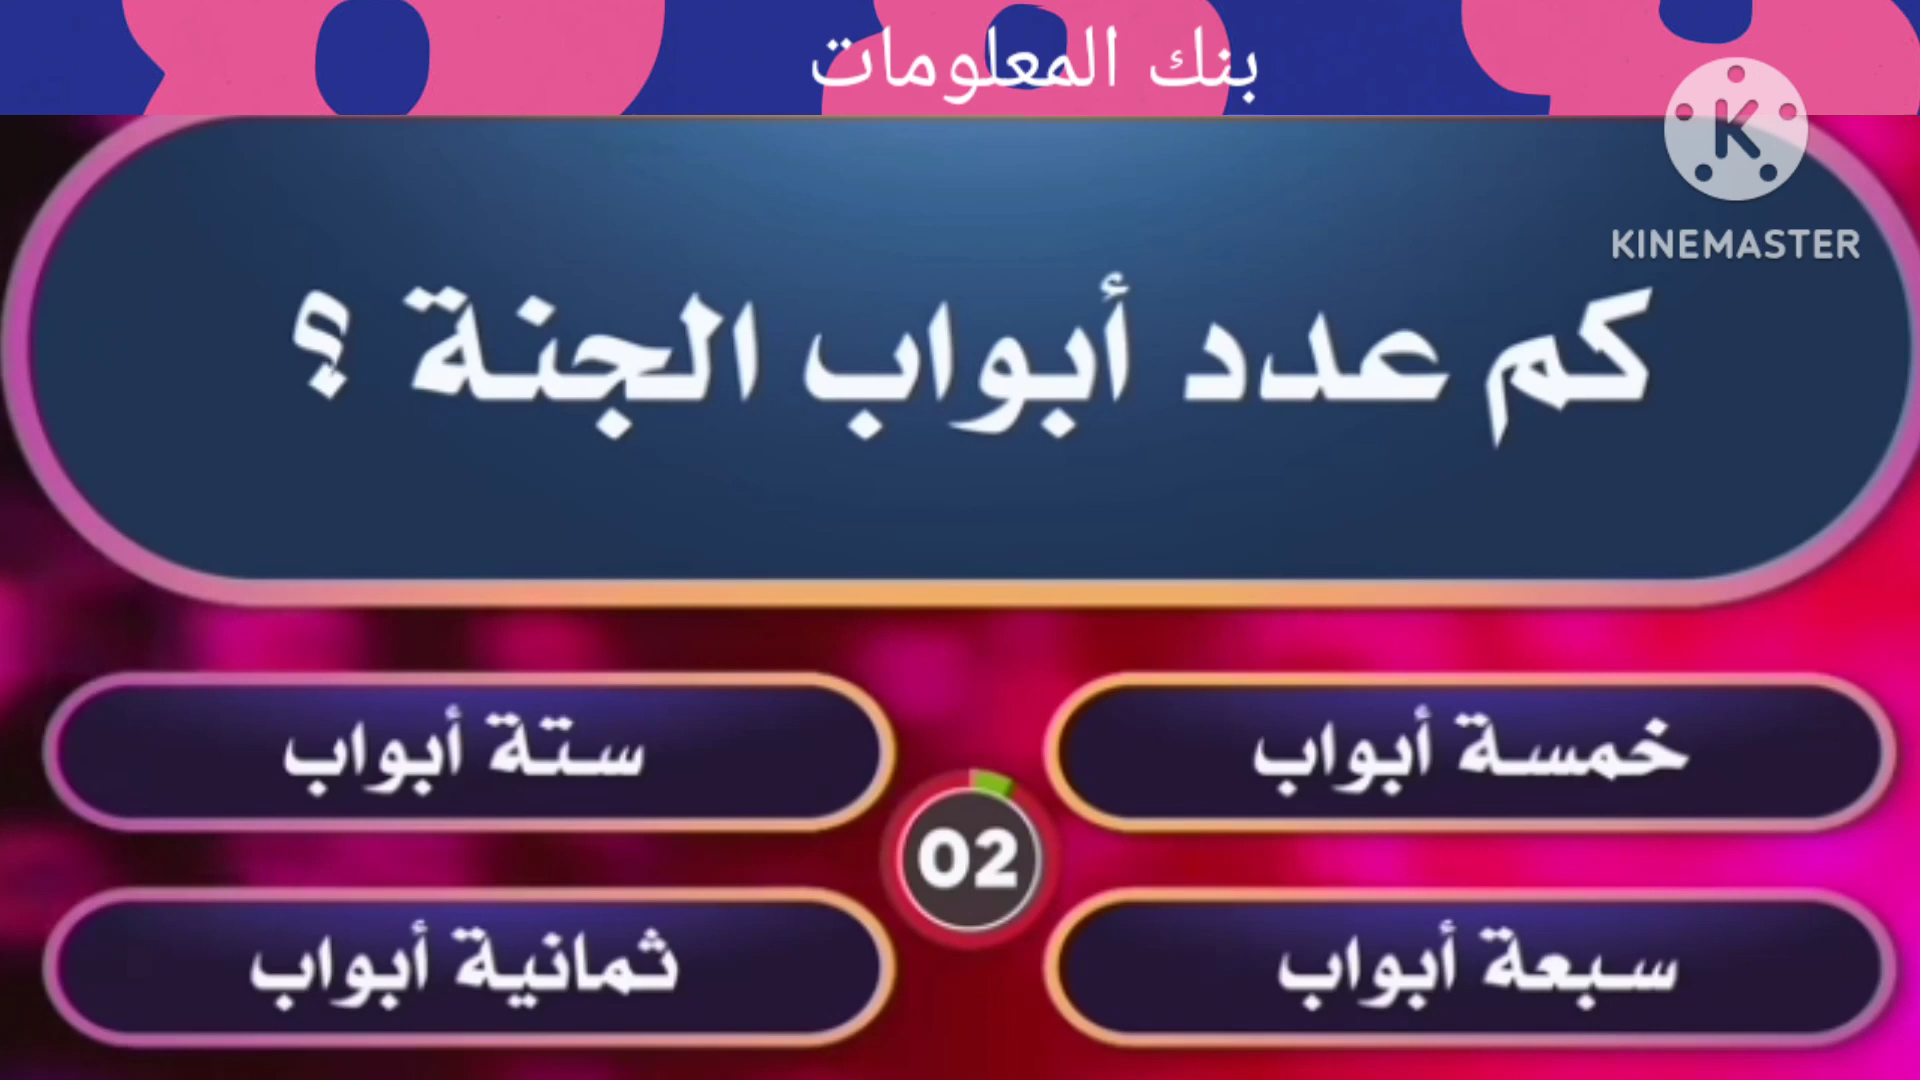 بنك المعلومات
KINEMASTER
كم عدد أبواب الجنة ؟
خمسة أبواب
ستة أبواب
02
سبعة أبواب
ثمانية أبواب